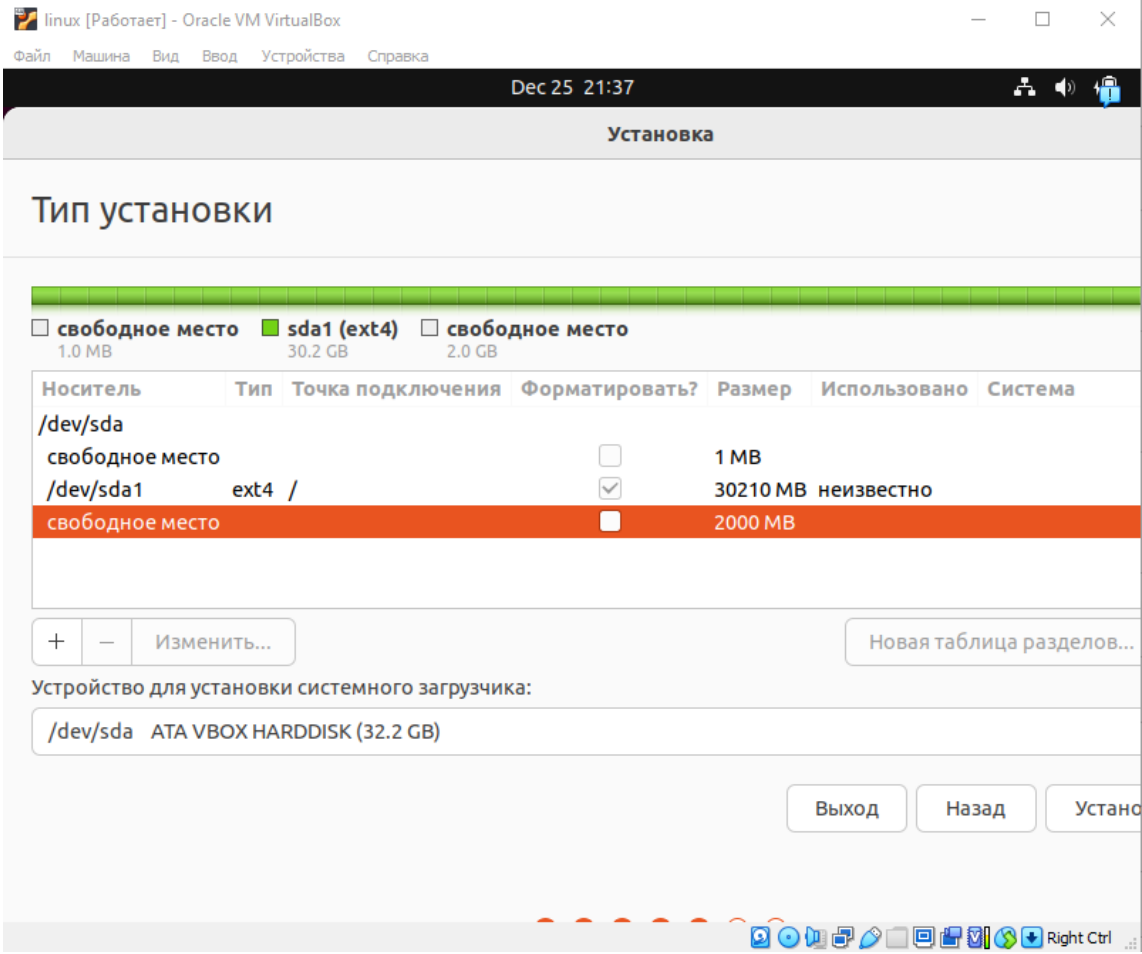 linux [Работает] - Oracle VM VirtualBox
Файл Машина Вид Ввод Устройства Справка
Dec 25 21:37
Установка
Тип установки
свободное место sda1 (ext4) свободное место
1.0 MB 30.2 GB 2.0 GB
Носитель Тип Точка подключения Форматировать? Размер Использовано Система
/dev/sda
свободное место 1 MB
/dev/sda1 ext4 / 30210 MB неизвестно
свободное место 2000 MB
+ — Изменить... Новая таблица разделов...
Устройство для установки системного загрузчика:
/dev/sda ATA VBOX HARDDISK (32.2 GB)
Выход Назад Устано
Right Ctrl